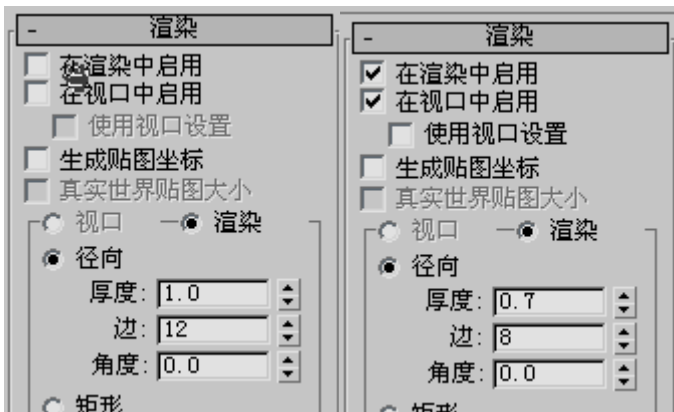 - 渲染
在渲染中启用
在视口中启用
使用视口设置
生成贴图坐标
真实世界贴图大小
视口 渲染
径向
厚度: 1.0
边: 12
角度: 0.0
矩形
- 渲染
在渲染中启用
在视口中启用
使用视口设置
生成贴图坐标
真实世界贴图大小
视口 渲染
径向
厚度: 0.7
边: 8
角度: 0.0
矩形